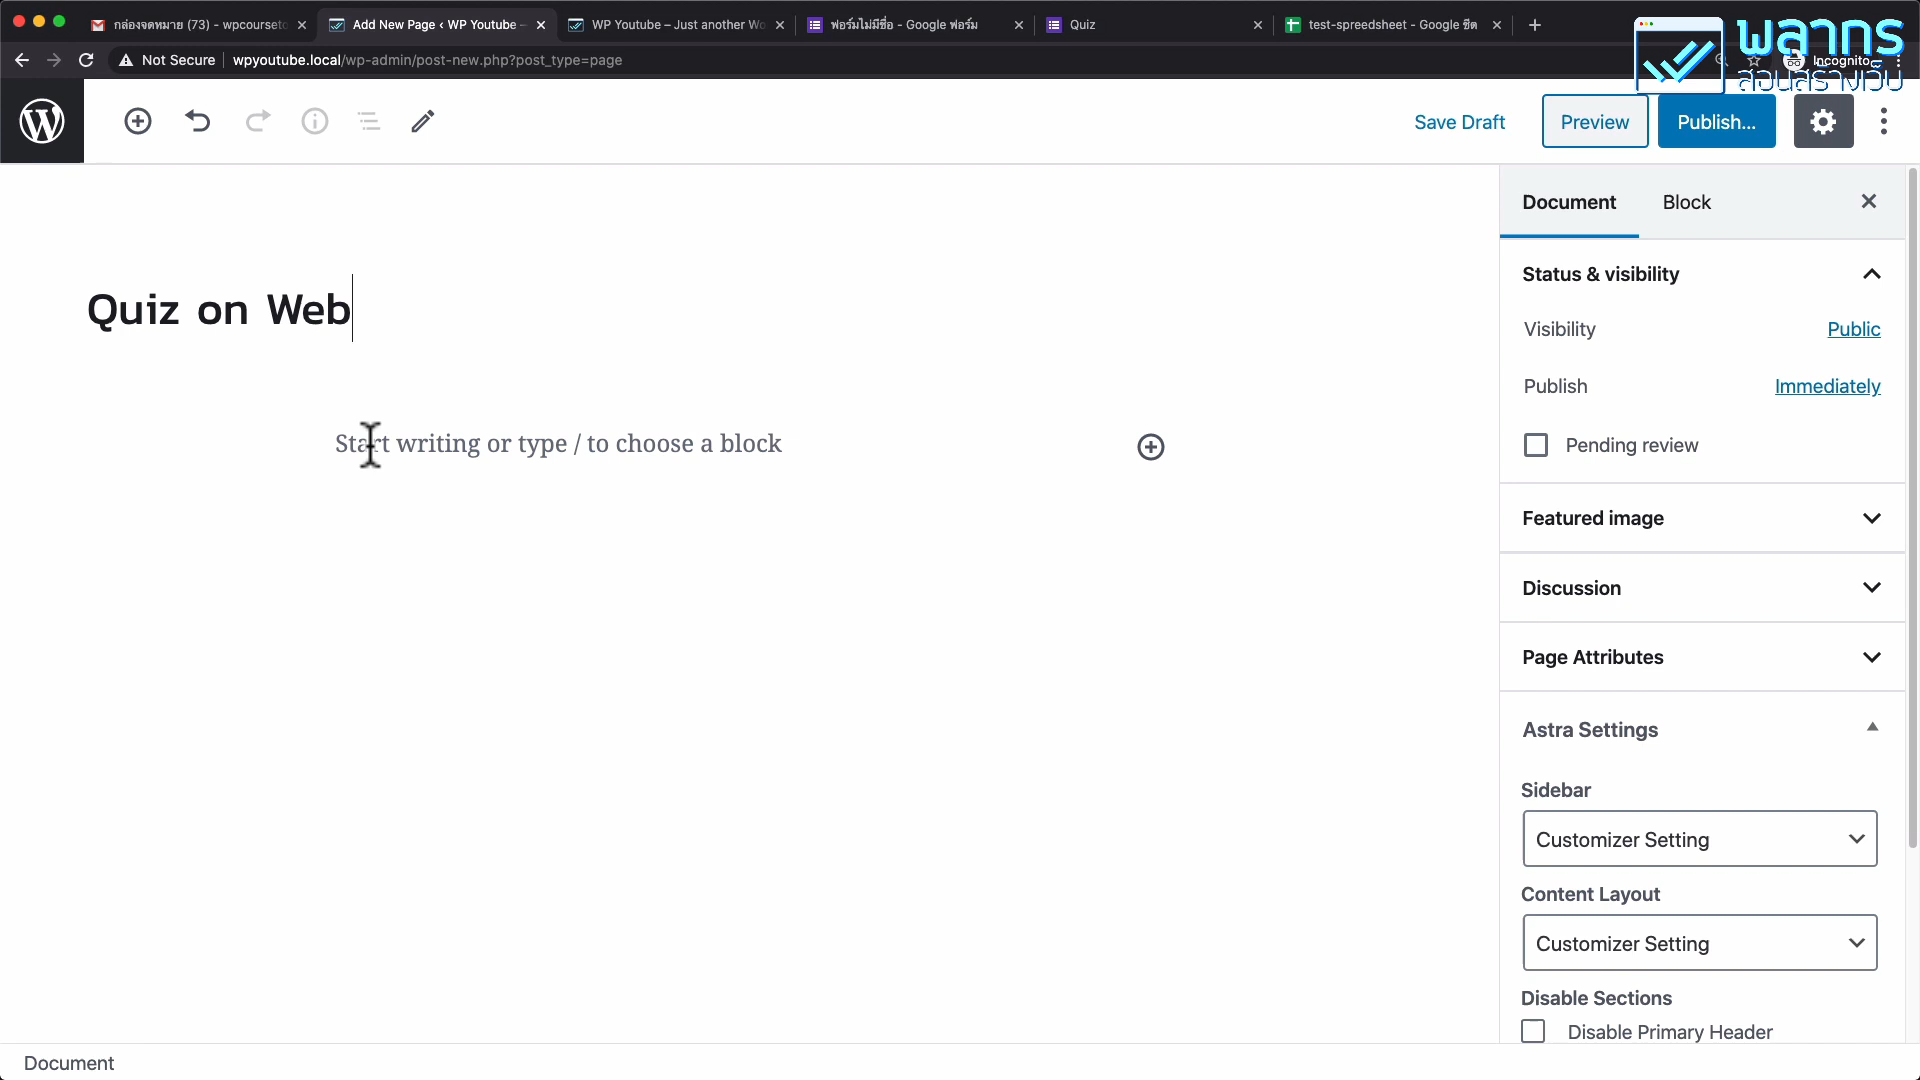 กล่องจดหมาย (73) - wpcourseto
Add New Page ‹ WP Youtube –
WP Youtube – Just another Wo
ฟอร์มไม่มีชื่อ - Google ฟอร์ม
Quiz
test-spreedsheet - Google ชีต
พลากร
สอนสร้างเว็บ
Not Secure
wpyoutube.local/wp-admin/post-new.php?post_type=page
Incognito
Save Draft
Preview
Publish...
Document
Block
Quiz on Web
Status & visibility
Visibility
Public
Publish
Immediately
Start writing or type / to choose a block
Pending review
Featured image
Discussion
Page Attributes
Astra Settings
Sidebar
Customizer Setting
Content Layout
Customizer Setting
Disable Sections
Disable Primary Header
Document